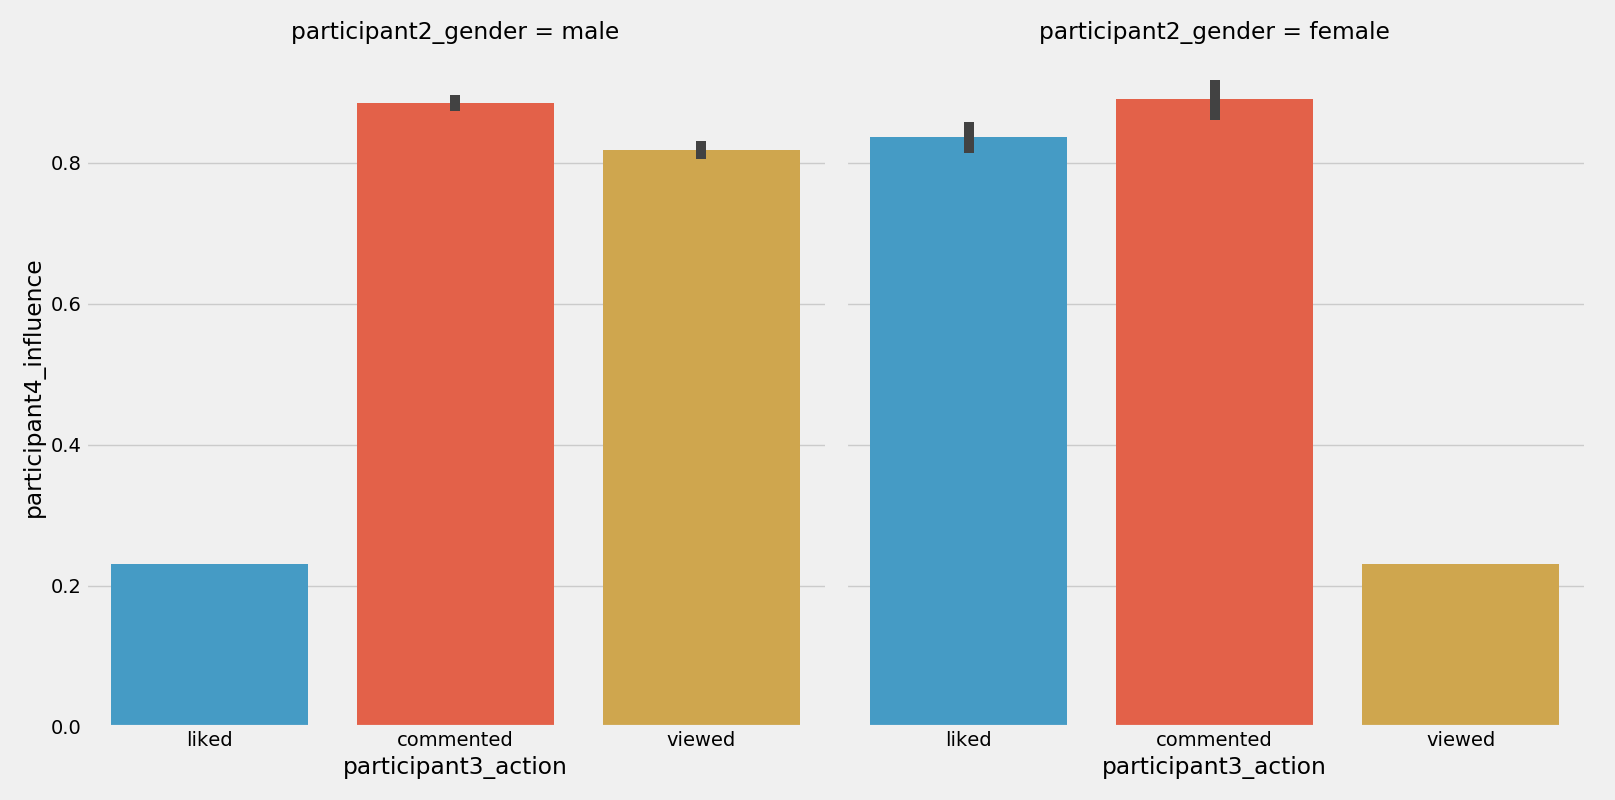 participant2_gender = male
participant2_gender = female
participant4_influence
0.8
0.6
0.4
0.2
0.0
liked
commented
viewed
liked
commented
viewed
participant3_action
participant3_action